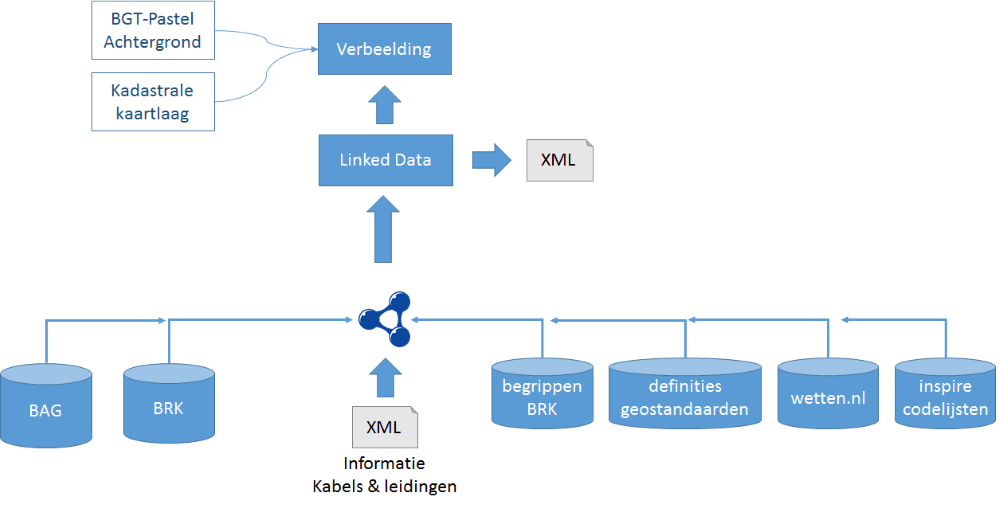 BGT-Pastel
Achtergrond
Verbeelding
Kadastrale
kaartlaag
Linked Data
XML
BAG
BRK
begrippen
BRK
definities
geostandaarden
wetten.nl
inspire
codelijsten
XML
Informatie
Kabels & leidingen